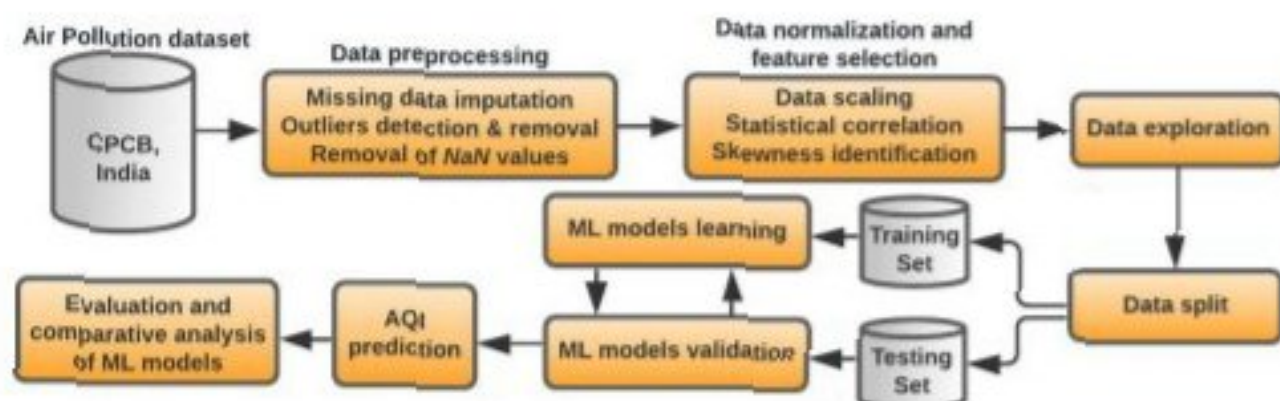 Air Pollution dataset
CPCB,
India
Data preprocessing
Missing data imputation
Outliers detection & removal
Removal of NaN values
Data normalization and
feature selection
Data scaling
Statistical correlation
Skewness identification
Data exploration
Data split
Training
Set
Testing
Set
ML models learning
ML models validation
AQI
prediction
Evaluation and
comparative analysis
of ML models